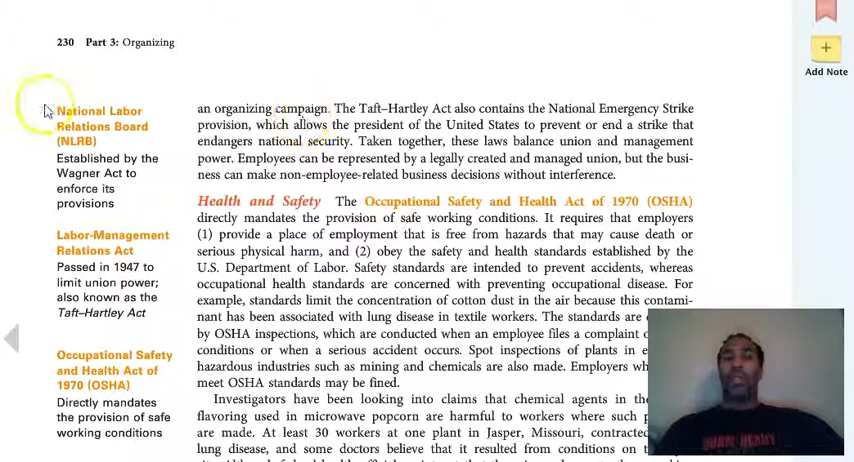 230 Part 3: Organizing
Add Note
National Labor
Relations Board
(NLRB)
Established by the
Wagner Act to
enforce its
provisions
Labor-Management
Relations Act
Passed in 1947 to
limit union power;
also known as the
Taft–Hartley Act
Occupational Safety
and Health Act of
1970 (OSHA)
Directly mandates
the provision of safe
working conditions
an organizing campaign. The Taft–Hartley Act also contains the National Emergency Strike
provision, which allows the president of the United States to prevent or end a strike that
endangers national security. Taken together, these laws balance union and management
power. Employees can be represented by a legally created and managed union, but the busi-
ness can make non-employee-related business decisions without interference.
Health and Safety The Occupational Safety and Health Act of 1970 (OSHA)
directly mandates the provision of safe working conditions. It requires that employers
(1) provide a place of employment that is free from hazards that may cause death or
serious physical harm, and (2) obey the safety and health standards established by the
U.S. Department of Labor. Safety standards are intended to prevent accidents, whereas
occupational health standards are concerned with preventing occupational disease. For
example, standards limit the concentration of cotton dust in the air because this contami-
nant has been associated with lung disease in textile workers. The standards are
by OSHA inspections, which are conducted when an employee files a complaint
conditions or when a serious accident occurs. Spot inspections of plants in
hazardous industries such as mining and chemicals are also made. Employers
meet OSHA standards may be fined.
Investigators have been looking into claims that chemical agents in the
flavoring used in microwave popcorn are harmful to workers where such
are made. At least 30 workers at one plant in Jasper, Missouri, contracted
lung disease, and some doctors believe that it resulted from conditions on